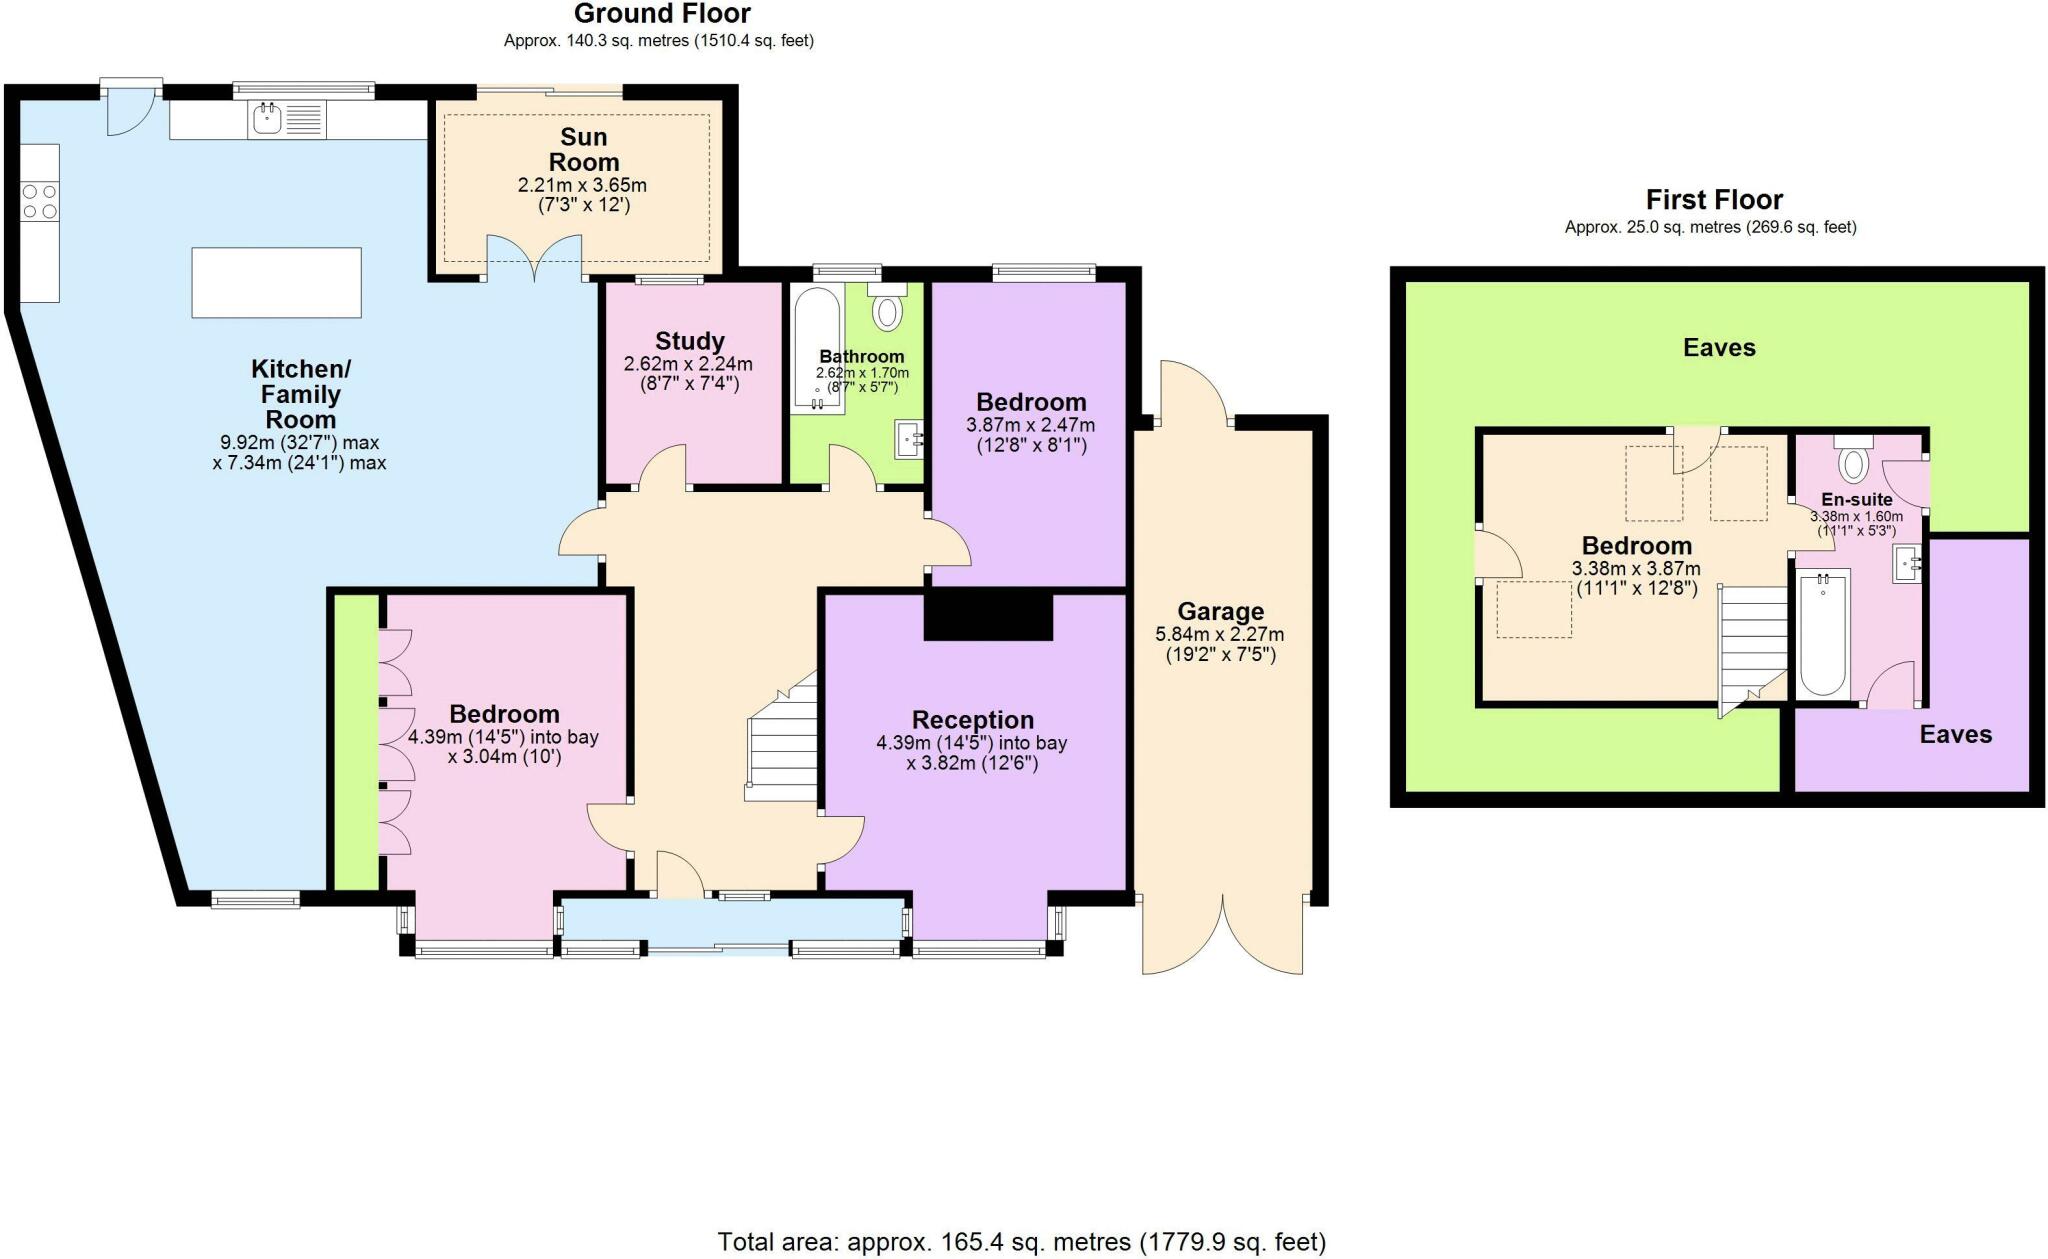 Ground Floor
Approx. 140.3 sq. metres (1510.4 sq. feet)
Sun
Room
2.21m x 3.65m
(7'3" x 12')
Study
2.62m x 2.24m
(8'7" x 7'4")
Bathroom
2.62m x 1.70m
(8'7" x 5'7")
Bedroom
3.87m x 2.47m
(12'8" x 8'1")
Kitchen/
Family
Room
9.92m (32'7") max
x 7.34m (24'1") max
Garage
5.84m x 2.27m
(19'2" x 7'5")
Bedroom
4.39m (14'5") into bay
x 3.04m (10')
Reception
4.39m (14'5") into bay
x 3.82m (12'6")
First Floor
Approx. 25.0 sq. metres (269.6 sq. feet)
Eaves
En-suite
3.38m x 1.60m
(11'1" x 5'3")
Bedroom
3.38m x 3.87m
(11'1" x 12'8")
Eaves
Total area: approx. 165.4 sq. metres (1779.9 sq. feet)